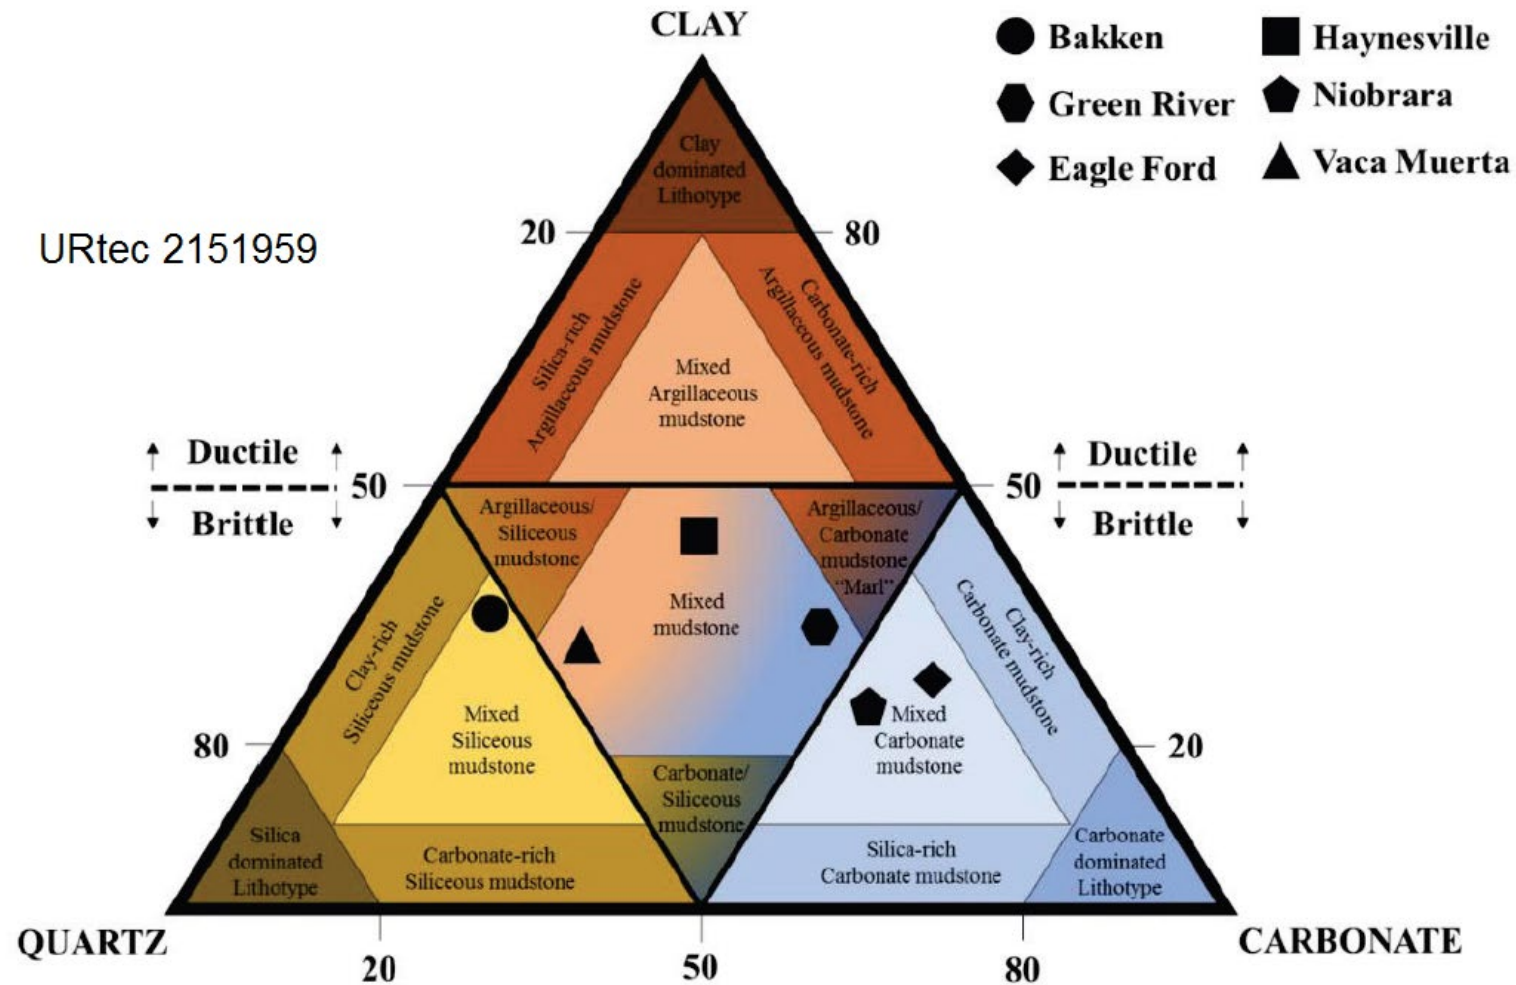 CLAY
Bakken
Haynesville
Green River
Niobrara
Eagle Ford
Vaca Muerta
URtec 2151959
Clay
dominated
Lithotype
20
80
Silica-rich
Argillaceous mudstone
Carbonate-rich
Argillaceous mudstone
Mixed
Argillaceous
mudstone
Ductile
50
Brittle
50
Ductile
Brittle
Argillaceous/
Siliceous
mudstone
Argillaceous/
Carbonate
mudstone
“Marl”
Mixed
mudstone
Clay-rich
Siliceous mudstone
Clay-rich
Carbonate mudstone
Mixed
Siliceous
mudstone
Mixed
Carbonate
mudstone
80
20
Carbonate/
Siliceous
mudstone
Silica
dominated
Lithotype
Carbonate-rich
Siliceous mudstone
Silica-rich
Carbonate mudstone
Carbonate
dominated
Lithotype
QUARTZ
CARBONATE
20
50
80